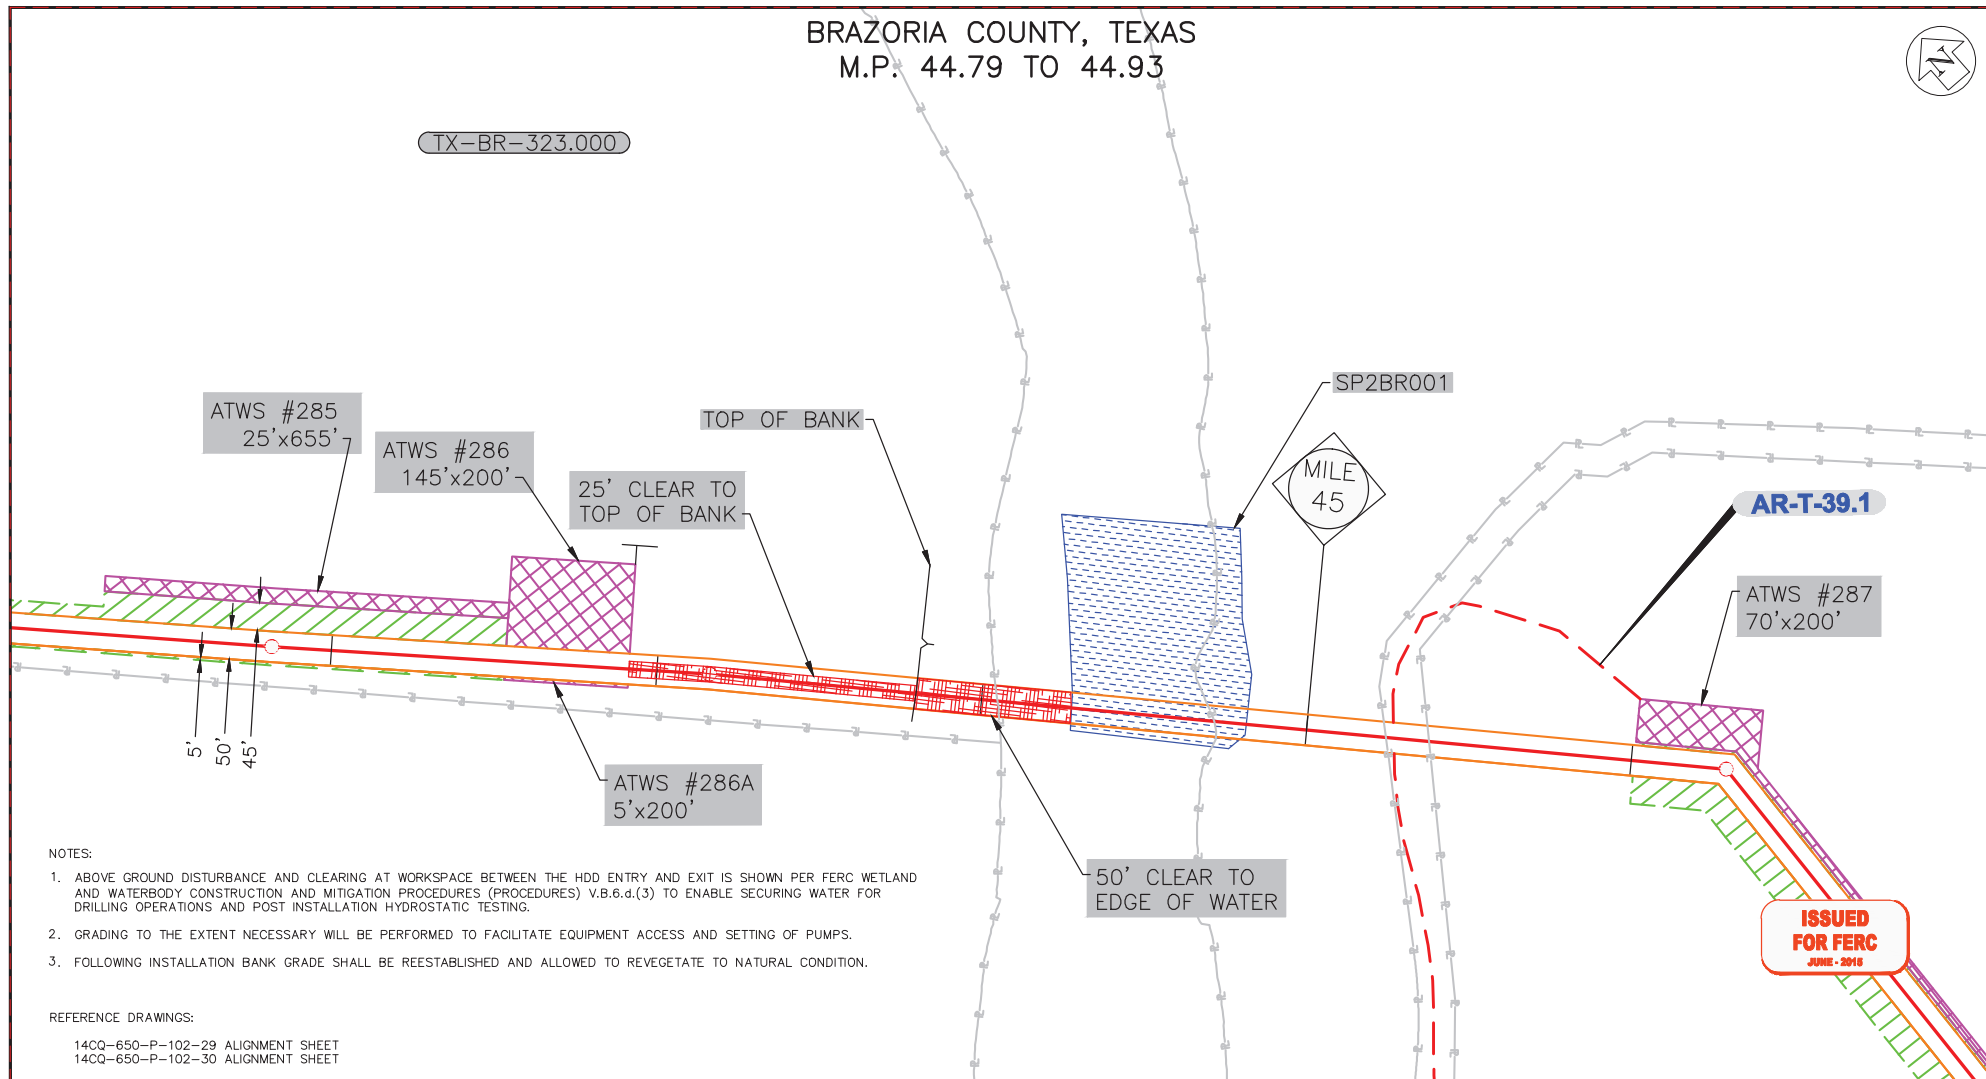 BRAZORIA COUNTY, TEXAS
M.P. 44.79 TO 44.93
N
TX-BR-323.000
ATWS #285
25'x655'
ATWS #286
145'x200'
25' CLEAR TO
TOP OF BANK
TOP OF BANK
SP2BR001
MILE
45
AR-T-39.1
ATWS #287
70'x200'
5'
50'
45'
ATWS #286A
5'x200'
50' CLEAR TO
EDGE OF WATER
NOTES:
1. ABOVE GROUND DISTURBANCE AND CLEARING AT WORKSPACE BETWEEN THE HDD ENTRY AND EXIT IS SHOWN PER FERC WETLAND
AND WATERBODY CONSTRUCTION AND MITIGATION PROCEDURES (PROCEDURES) V.B.6.d.(3) TO ENABLE SECURING WATER FOR
DRILLING OPERATIONS AND POST INSTALLATION HYDROSTATIC TESTING.
2. GRADING TO THE EXTENT NECESSARY WILL BE PERFORMED TO FACILITATE EQUIPMENT ACCESS AND SETTING OF PUMPS.
3. FOLLOWING INSTALLATION BANK GRADE SHALL BE REESTABLISHED AND ALLOWED TO REVEGETATE TO NATURAL CONDITION.
REFERENCE DRAWINGS:
14CQ-650-P-102-29 ALIGNMENT SHEET
14CQ-650-P-102-30 ALIGNMENT SHEET
ISSUED
FOR FERC
JUNE -